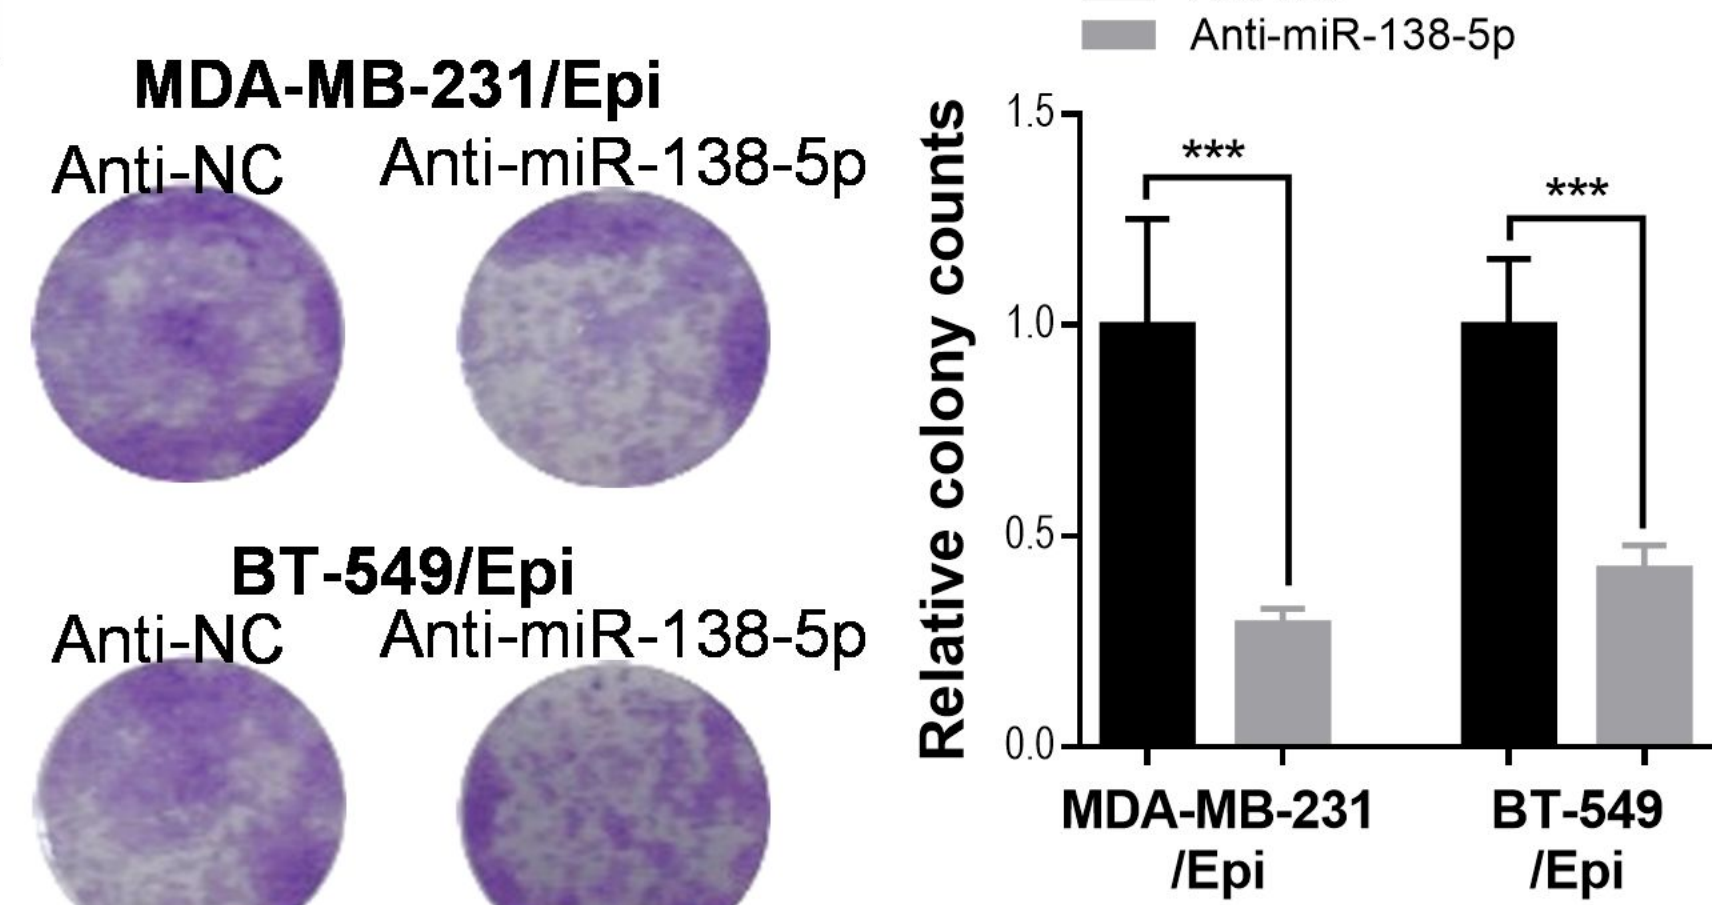 MDA-MB-231/Epi
Anti-NC Anti-miR-138-5p
BT-549/Epi
Anti-NC Anti-miR-138-5p
Anti-miR-138-5p
Relative colony counts
1.5
1.0
0.5
0.0
***
***
MDA-MB-231
/Epi
BT-549
/Epi